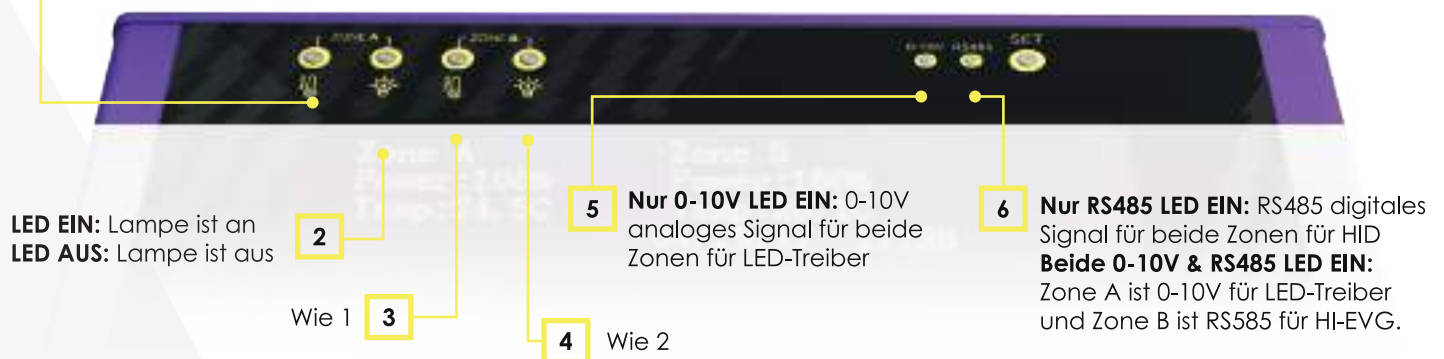 ZONE A
ZONE B
0-10V RS485 SET
Zone A
Zone B
LED EIN: Lampe ist an
LED AUS: Lampe ist aus
2
5
Nur 0-10V LED EIN: 0-10V
analoges Signal für beide
Zonen für LED-Treiber
6
Nur RS485 LED EIN: RS485 digitales
Signal für beide Zonen für HID
Beide 0-10V & RS485 LED EIN:
Zone A ist 0-10V für LED-Treiber
und Zone B ist RS585 für HI-EVG.
Wie 1
3
4
Wie 2